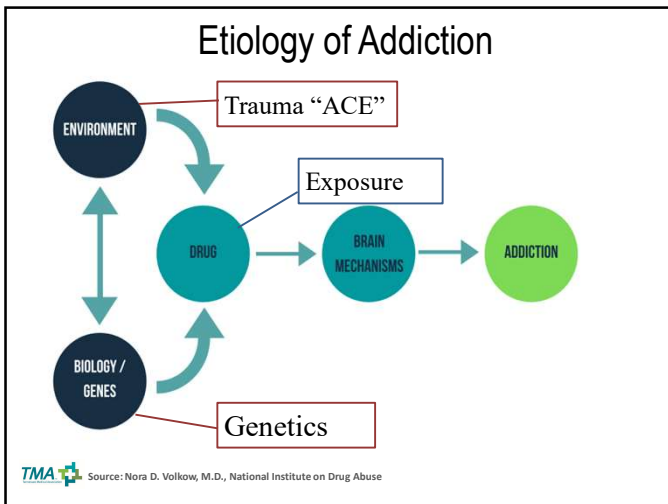 Etiology of Addiction
ENVIRONMENT
Trauma “ACE”
Exposure
DRUG
BRAIN
MECHANISMS
ADDICTION
BIOLOGY /
GENES
Genetics
TMA
Source: Nora D. Volkow, M.D., National Institute on Drug Abuse